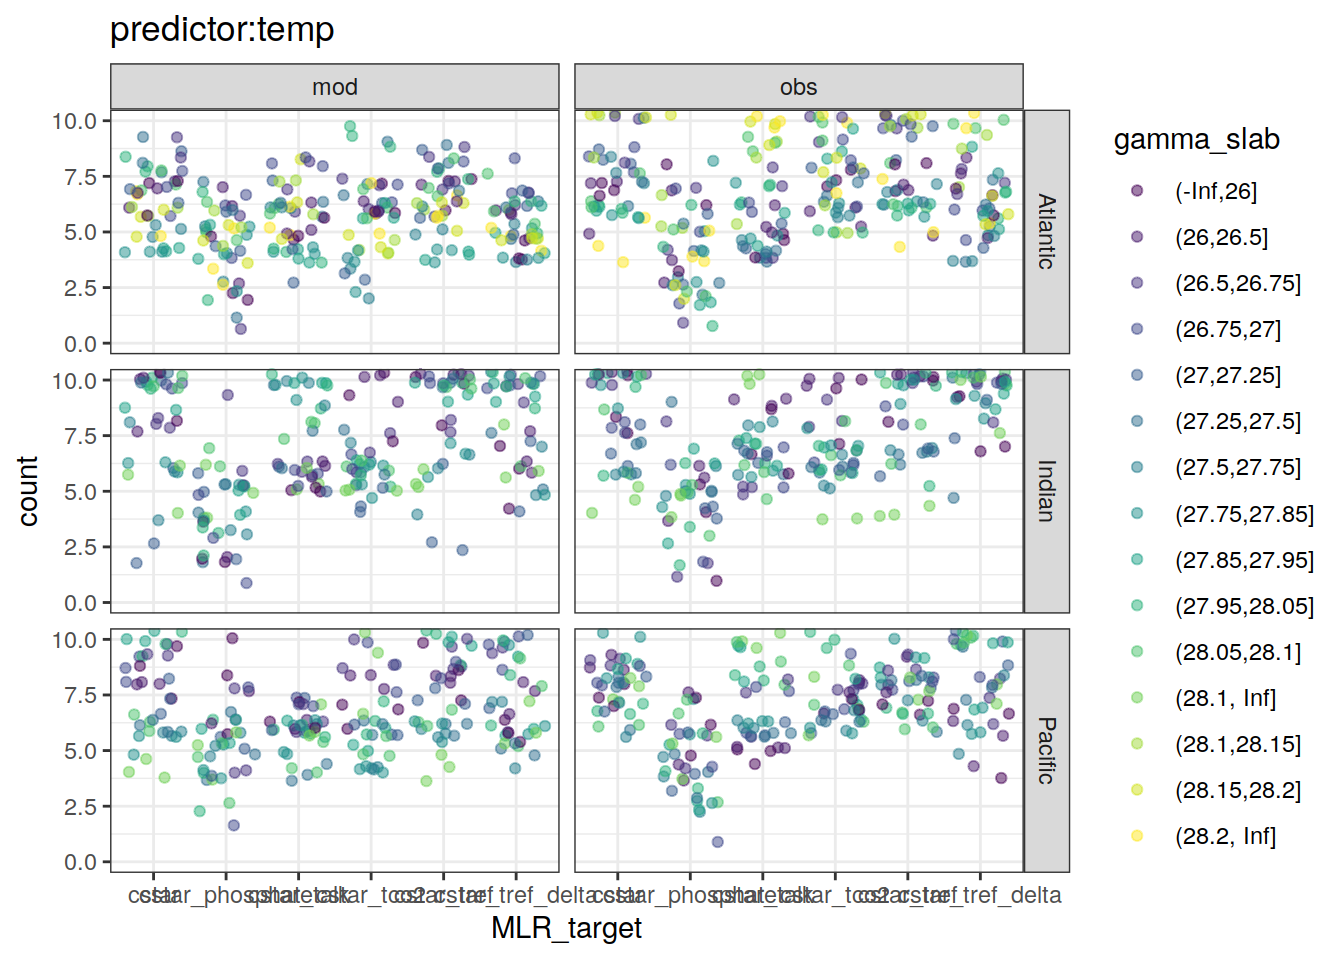 predictor:temp
mod
obs
count
10.0
7.5
5.0
2.5
0.0
Atlantic
10.0
7.5
5.0
2.5
0.0
Indian
10.0
7.5
5.0
2.5
0.0
Pacific
MLR_target
gamma_slab
(-Inf,26]
(26,26.5]
(26.5,26.75]
(26.75,27]
(27,27.25]
(27.25,27.5]
(27.5,27.75]
(27.75,27.85]
(27.85,27.95]
(27.95,28.05]
(28.05,28.1]
(28.1, Inf]
(28.1,28.15]
(28.15,28.2]
(28.2, Inf]